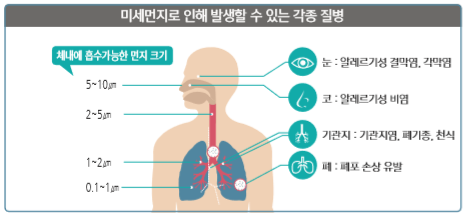 미세먼지로 인해 발생할 수 있는 각종 질병
체내에 흡수가능한 먼지 크기
5~10㎛
2~5㎛
1~2㎛
0.1~1㎛
눈 : 알레르기성 결막염, 각막염
코 : 알레르기성 비염
기관지 : 기관지염, 폐기종, 천식
폐 : 폐포 손상 유발